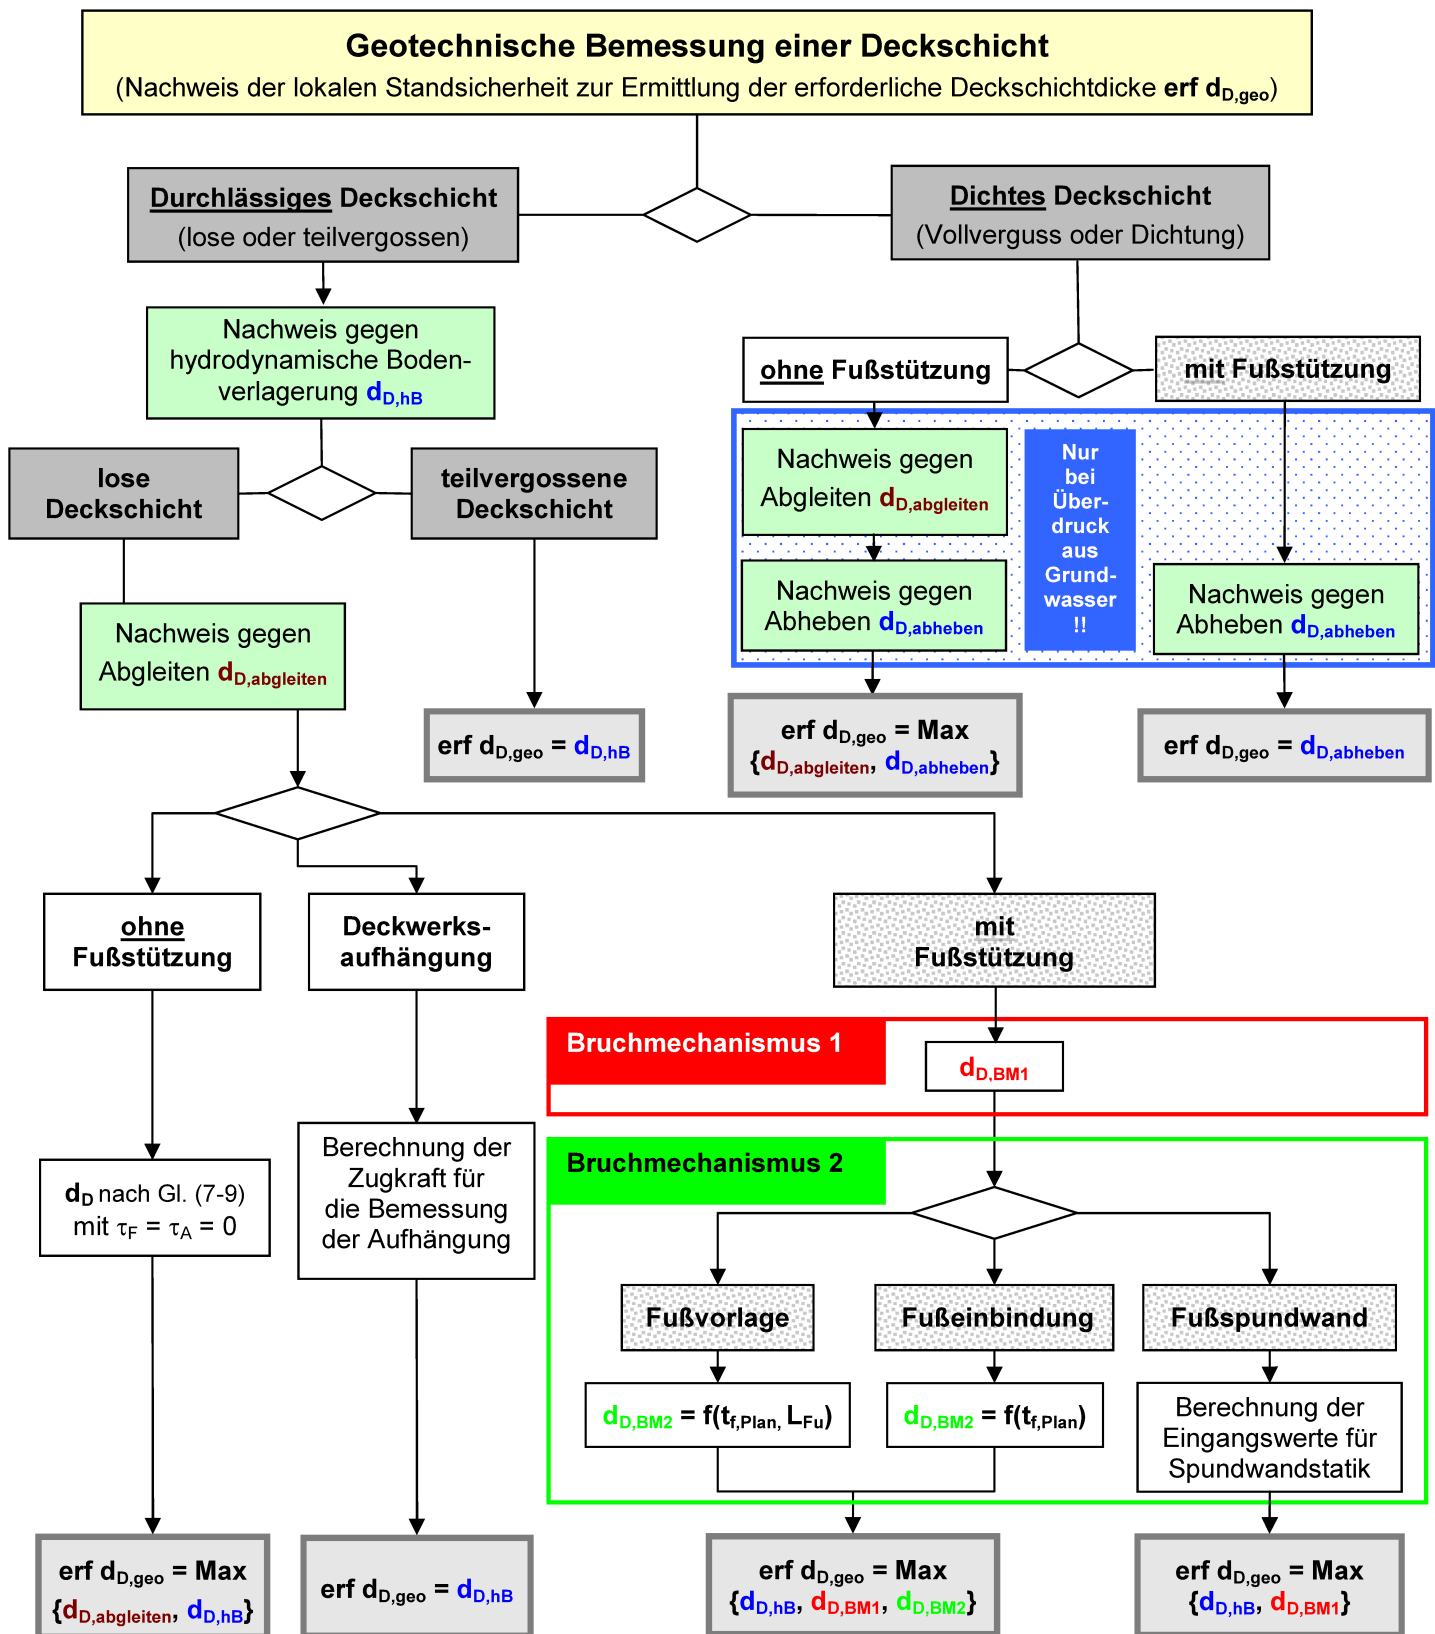 Geotechnische Bemessung einer Deckschicht
(Nachweis der lokalen Standsicherheit zur Ermittlung der erforderliche Deckschichtdicke erf dD,geo)
Durchlässiges Deckschicht
(lose oder teilvergossen)
Dichtes Deckschicht
(Vollverguss oder Dichtung)
Nachweis gegen
hydrodynamische Boden-
verlagerung dD,hB
ohne Fußstützung
mit Fußstützung
lose
Deckschicht
teilvergossene
Deckschicht
Nachweis gegen
Abgleiten dD,abgleiten
Nur
bei
Über-
druck
aus
Grund-
wasser
!!
Nachweis gegen
Abheben dD,abheben
Nachweis gegen
Abheben dD,abheben
Nachweis gegen
Abgleiten dD,abgleiten
erf dD,geo = dD,hB
erf dD,geo = Max
{dD,abgleiten, dD,abheben}
erf dD,geo = dD,abheben
ohne
Fußstützung
Deckwerks-
aufhängung
mit
Fußstützung
Bruchmechanismus 1
dD,BM1
Berechnung der
Zugkraft für
die Bemessung
der Aufhängung
Bruchmechanismus 2
dD nach Gl. (7-9)
mit τF = τA = 0
Fußvorlage
Fußeinbindung
Fußspundwand
dD,BM2 = f(tf,Plan, LFu)
dD,BM2 = f(tf,Plan)
Berechnung der
Eingangswerte für
Spundwandstatik
erf dD,geo = Max
{dD,abgleiten, dD,hB}
erf dD,geo = dD,hB
erf dD,geo = Max
{dD,hB, dD,BM1, dD,BM2}
erf dD,geo = Max
{dD,hB, dD,BM1}